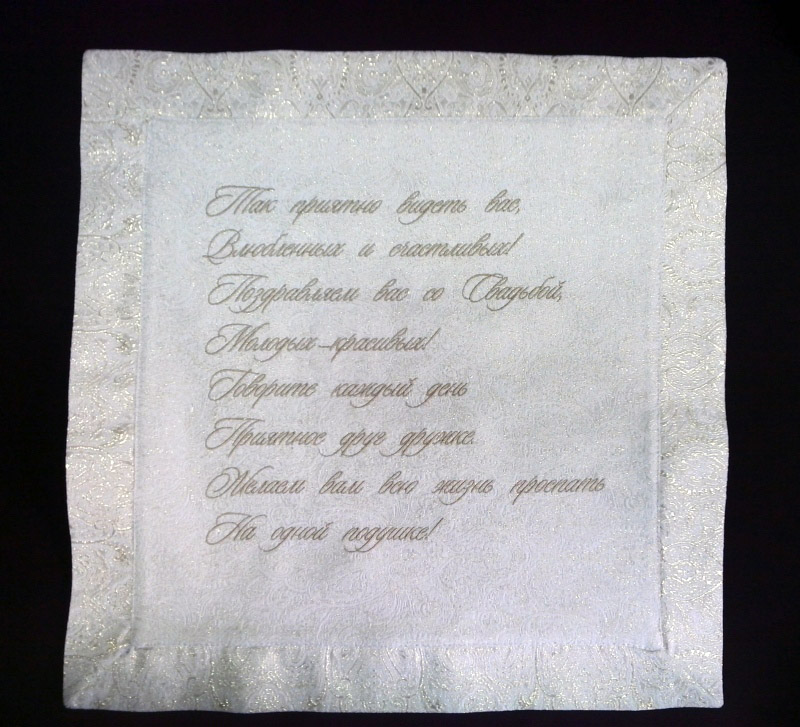 Так приятно видеть вас,
Влюбленных и счастливых!
Поздравляем вас со Свадьбой,
Молодых-красивых!
Говорите каждый день
Приятное друг дружке.
Желаем вам всю жизнь проспать
На одной подушке!